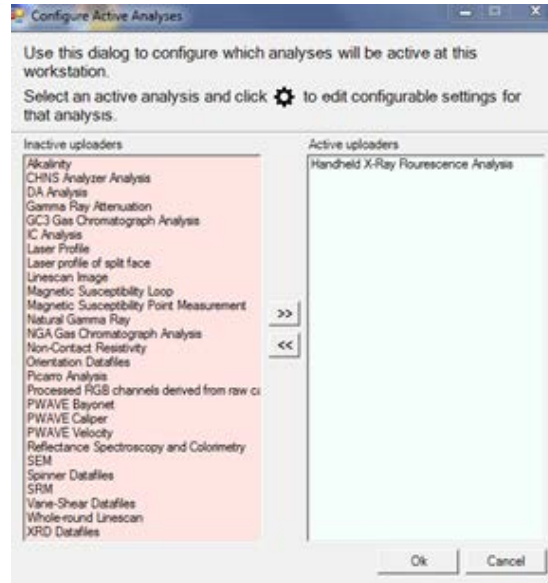 Configure Active Analyses
Use this dialog to configure which analyses will be active at this
workstation.
Select an active analysis and click to edit configurable settings for
that analysis.
Inactive uploaders
Alkalinity
CHNS Analyzer Analysis
DA Analysis
Gamma Ray Attenuation
GC3 Gas Chromatograph Analysis
IC Analysis
Laser Profile
Laser profile of split face
Linescan Image
Magnetic Susceptibility Loop
Magnetic Susceptibility Point Measurement
Natural Gamma Ray
NGA Gas Chromatograph Analysis
Non-Contact Resistivity
Orientation Datafiles
Picarro Analysis
Processed RGB channels derived from raw ca
PWAVE Bayonet
PWAVE Caliper
PWAVE Velocity
Reflectance Spectroscopy and Colorimetry
SEM
Spinner Datafiles
SRM
Vane-Shear Datafiles
Whole-round Linescan
XRD Datafiles
>>
<<
Active uploaders
Handheld X-Ray Flourescence Analysis
Ok Cancel